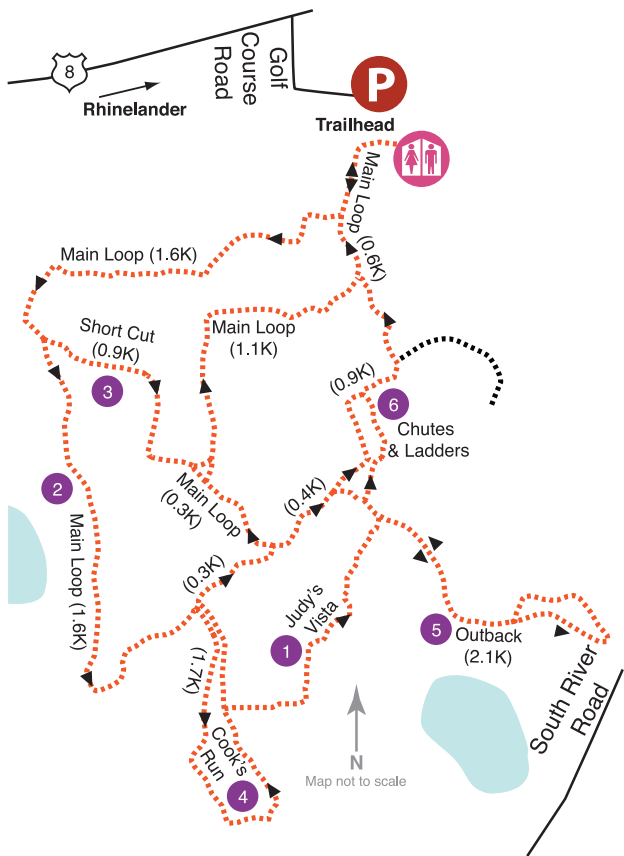 8
Rhinelander
Golf
Course
Road
P
Trailhead
Main Loop
(0.6K)
Main Loop (1.6K)
Short Cut
(0.9K)
3
Main Loop
(1.1K)
(0.9K)
6
Chutes
& Ladders
2
Main Loop (1.6K)
Main Loop
(0.3K)
(0.4K)
(0.3K)
Judy's
Vista
1
5
Outback
(2.1K)
(1.7K)
Cook's
Run
4
N
Map not to scale
South River
Road